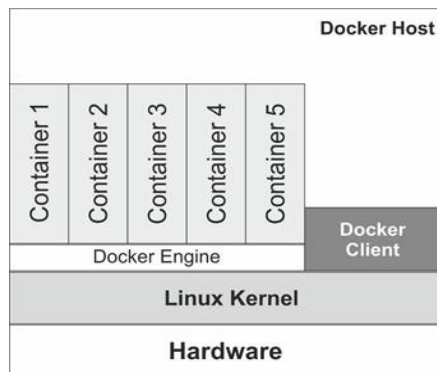 Docker Host
Container 1
Container 2
Container 3
Container 4
Container 5
Docker
Client
Docker Engine
Linux Kernel
Hardware